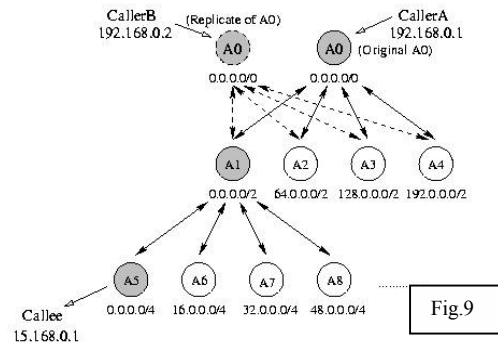 CallerB
192.168.0.2
(Replicate of A0)
CallerA
192.168.0.1
A0
A0
(Original A0)
0.0.0.0/0
0.0.0.0/0
A1
A2
A3
A4
0.0.0.0/2
64.0.0.0/2
128.0.0.0/2
192.0.0.0/2
A5
A6
A7
A8
Callee
15.168.0.1
0.0.0.0/4
16.0.0.0/4
32.0.0.0/4
48.0.0.0/4
Fig.9